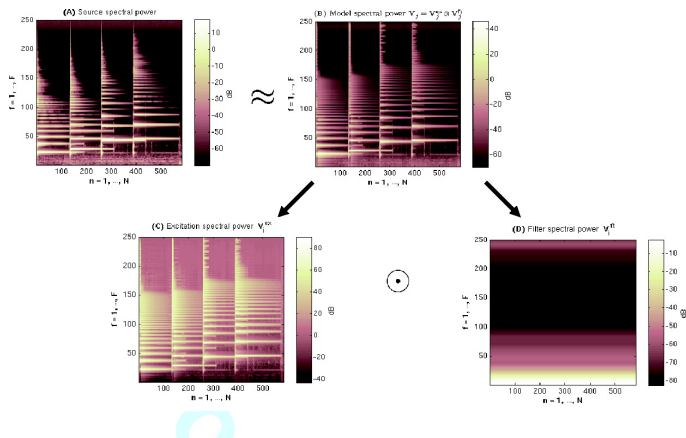 (A) Source spectral power
250
200
150
100
50
f = 1, ..., F
100 200 300 400 500
n = 1, ..., N
10
0
−10
−20
−30
−40
−50
−60
dB
≈
(B) Model spectral power V_j = V_j^ex ⊙ V_j^ft
250
200
150
100
50
f = 1, ..., F
100 200 300 400 500
n = 1, ..., N
40
20
0
−20
−40
−60
dB
(C) Excitation spectral power V_j^ex
250
200
150
100
50
f = 1, ..., F
100 200 300 400 500
n = 1, ..., N
80
60
40
20
0
−20
−40
dB
⊙
(D) Filter spectral power V_j^ft
250
200
150
100
50
f = 1, ..., F
100 200 300 400 500
n = 1, ..., N
−10
−20
−30
−40
−50
−60
−70
−80
dB